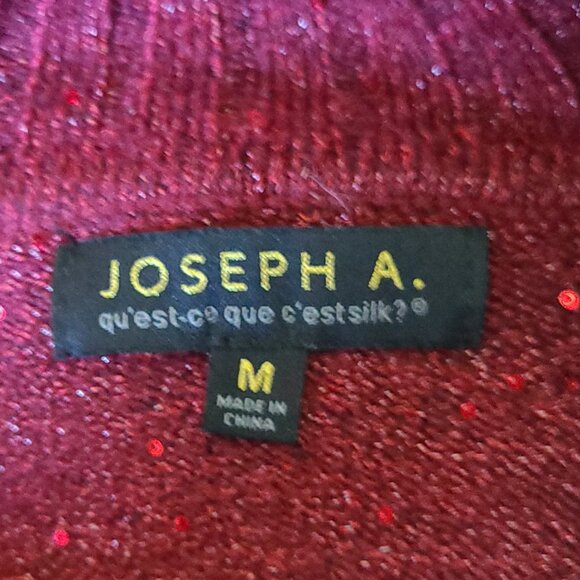 JOSEPH A.
qu'est-ce que c'est silk?®
M
MADE IN
CHINA